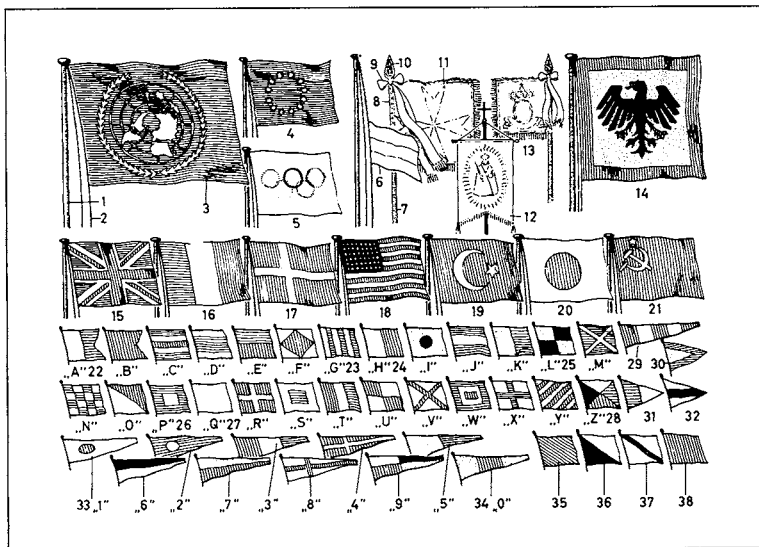 9 10 11
8
4 13
6 14
1
2 3 5 7 12
15 16 17 18 19 20 21
„A"22 „B" „C" „D" „E" „F" „G"23 „H"24 „I" „J" „K" „L"25 „M" 29 30
„N" „O" „P"26 „Q"27 „R" „S" „T" „U" „V" „W" „X" „Y" „Z"28 31 32
33„1" „6" „2" „7" „3" „8" „4" „9" „5" 34„0" 35 36 37 38